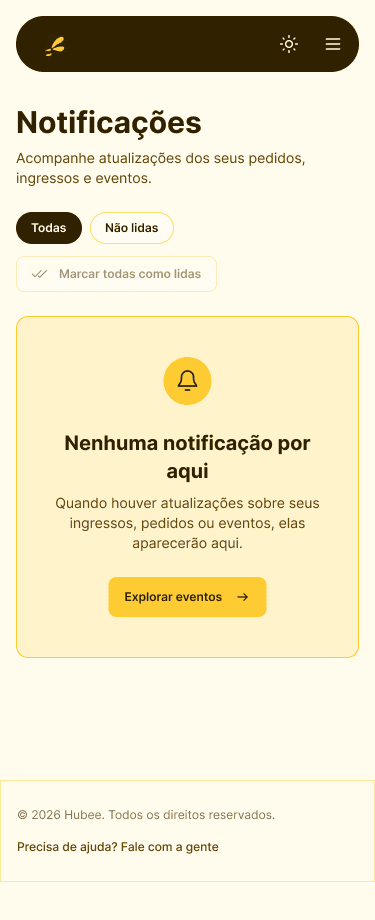 Notificações
Acompanhe atualizações dos seus pedidos,
ingressos e eventos.
Todas
Não lidas
Marcar todas como lidas
Nenhuma notificação por
aqui
Quando houver atualizações sobre seus
ingressos, pedidos ou eventos, elas
aparecerão aqui.
Explorar eventos
© 2026 Hubee. Todos os direitos reservados.
Precisa de ajuda? Fale com a gente